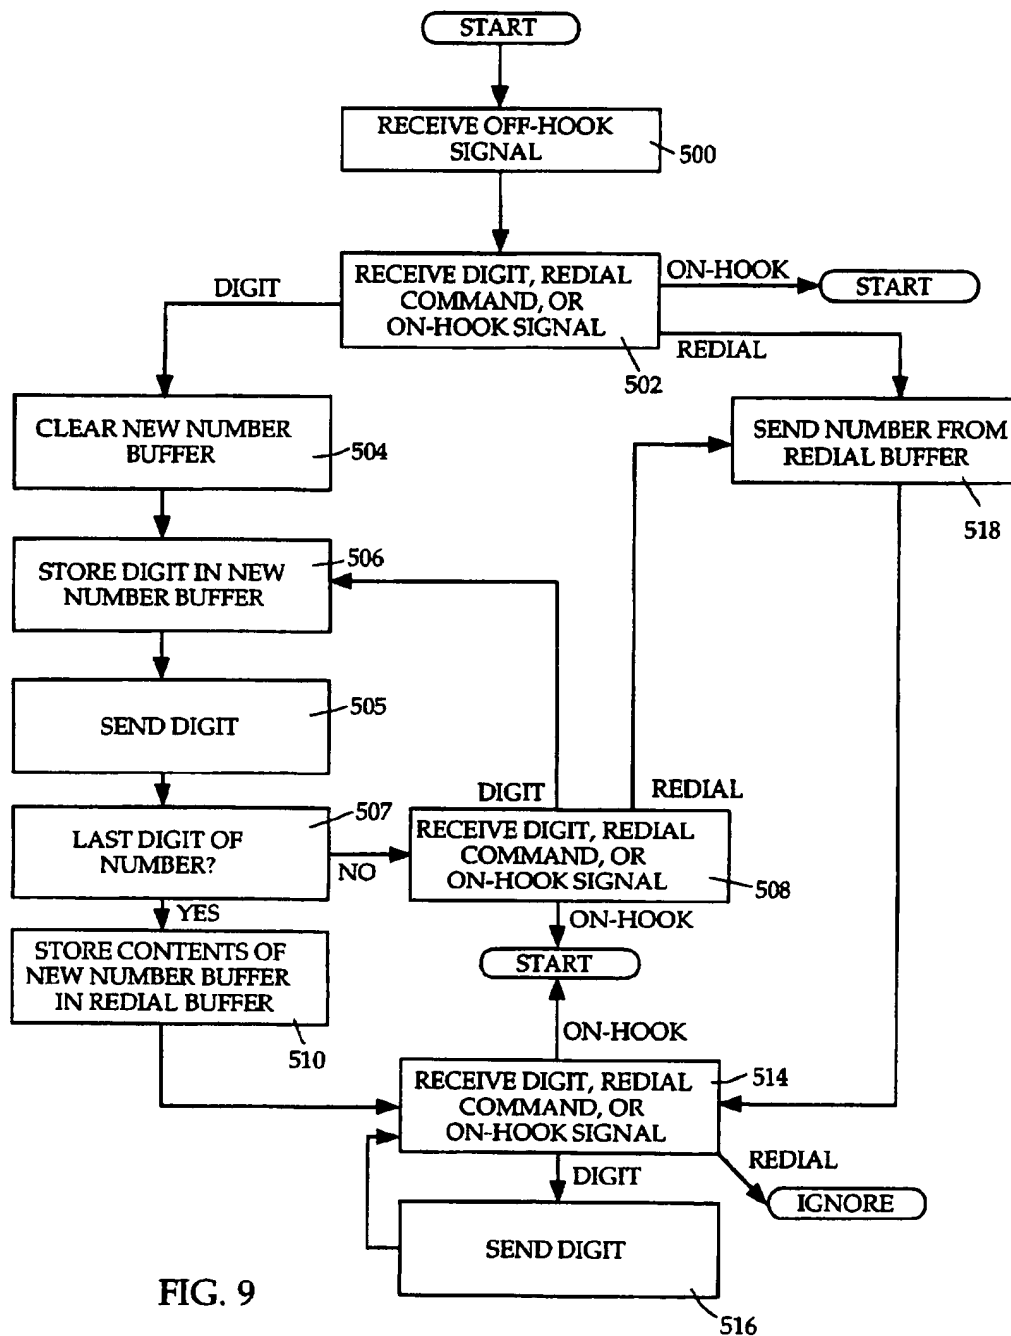 START
RECEIVE OFF-HOOK
SIGNAL
500
RECEIVE DIGIT, REDIAL
COMMAND, OR
ON-HOOK SIGNAL
502
DIGIT
ON-HOOK
START
REDIAL
CLEAR NEW NUMBER
BUFFER
504
SEND NUMBER FROM
REDIAL BUFFER
518
STORE DIGIT IN NEW
NUMBER BUFFER
506
SEND DIGIT
505
DIGIT
REDIAL
LAST DIGIT OF
NUMBER?
507
NO
RECEIVE DIGIT, REDIAL
COMMAND, OR
ON-HOOK SIGNAL
508
YES
ON-HOOK
STORE CONTENTS OF
NEW NUMBER BUFFER
IN REDIAL BUFFER
510
START
ON-HOOK
RECEIVE DIGIT, REDIAL
COMMAND, OR
ON-HOOK SIGNAL
514
DIGIT
REDIAL
IGNORE
SEND DIGIT
516
FIG. 9